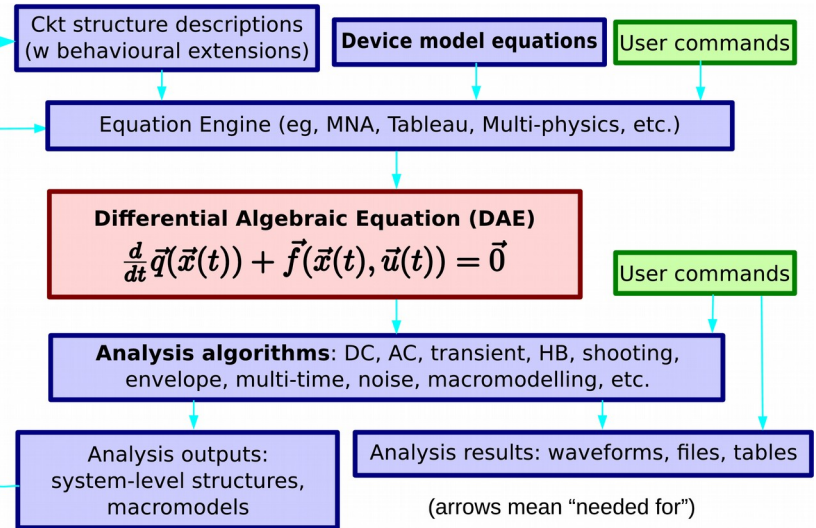 Ckt structure descriptions
(w behavioural extensions)
Device model equations
User commands
Equation Engine (eg, MNA, Tableau, Multi-physics, etc.)
Differential Algebraic Equation (DAE)
d/dt q⃗(x⃗(t)) + f⃗(x⃗(t), u⃗(t)) = 0⃗
User commands
Analysis algorithms: DC, AC, transient, HB, shooting,
envelope, multi-time, noise, macromodelling, etc.
Analysis outputs:
system-level structures,
macromodels
Analysis results: waveforms, files, tables
(arrows mean “needed for”)